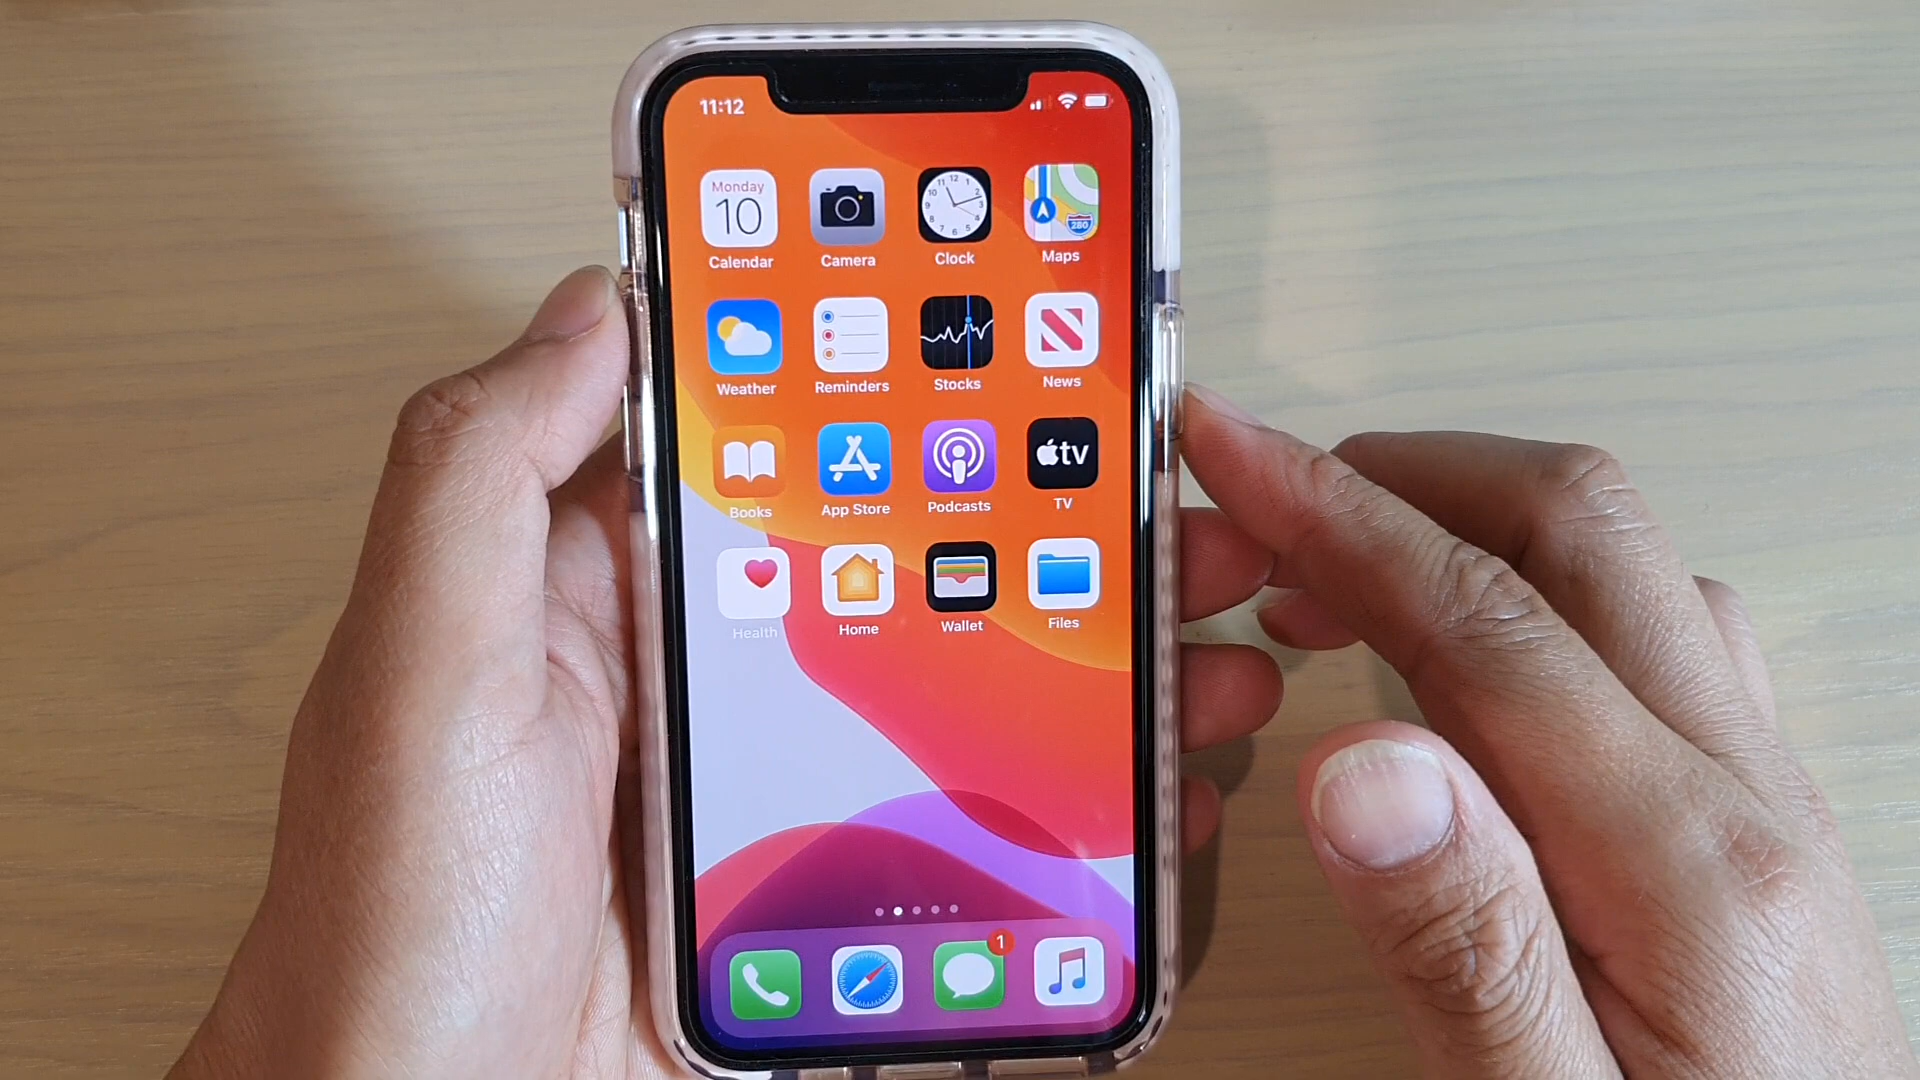 11:12
Monday
10
280
Calendar Camera Clock Maps
Weather Reminders Stocks News
tv
Books App Store Podcasts TV
Health Home Wallet Files
1